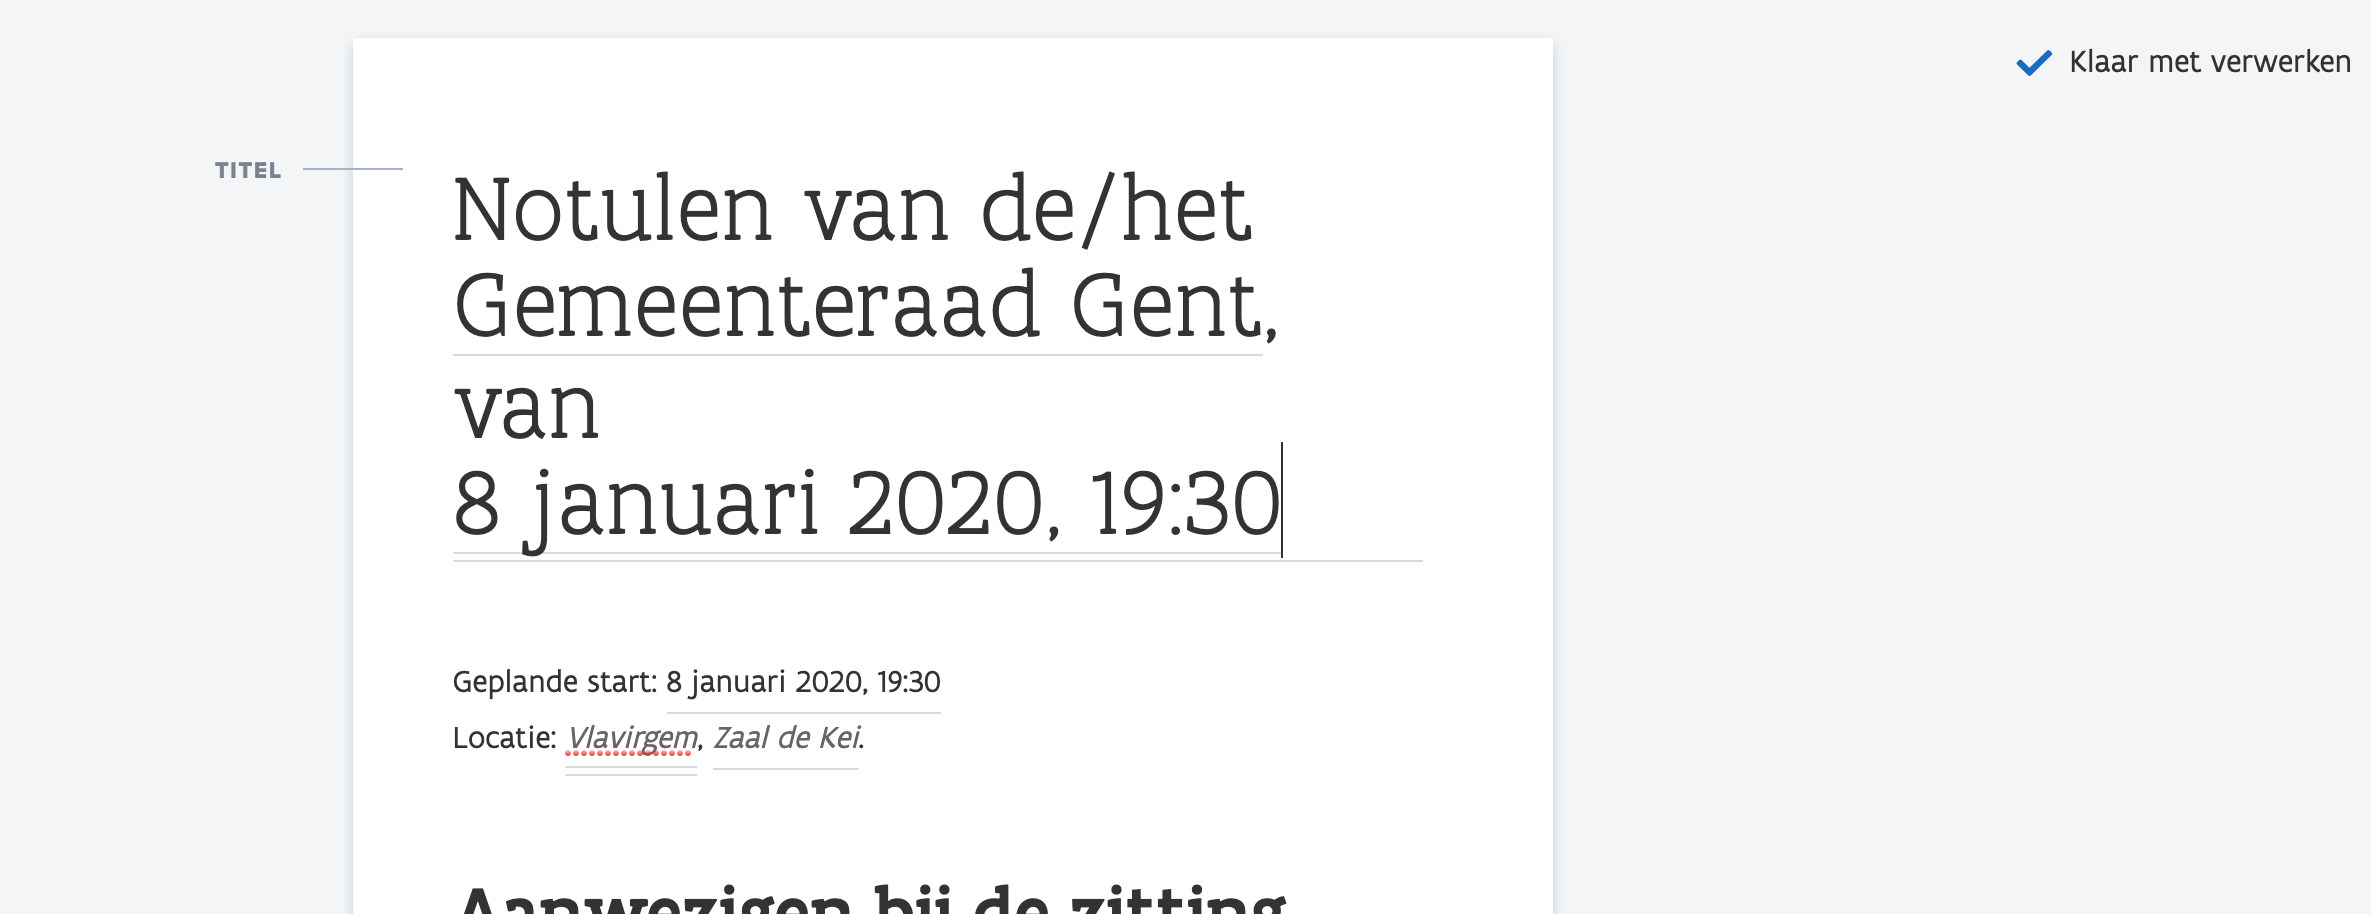 Klaar met verwerken
TITEL
Notulen van de/het
Gemeenteraad Gent,
van
8 januari 2020, 19:30
Geplande start: 8 januari 2020, 19:30
Locatie: Vlavirgem, Zaal de Kei.
Aanwezigen bij de zitting